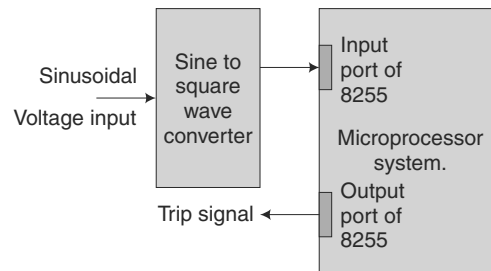 Sinusoidal
Voltage input
Sine to
square
wave
converter
Input
port of
8255
Microprocessor
system.
Output
port of
8255
Trip signal